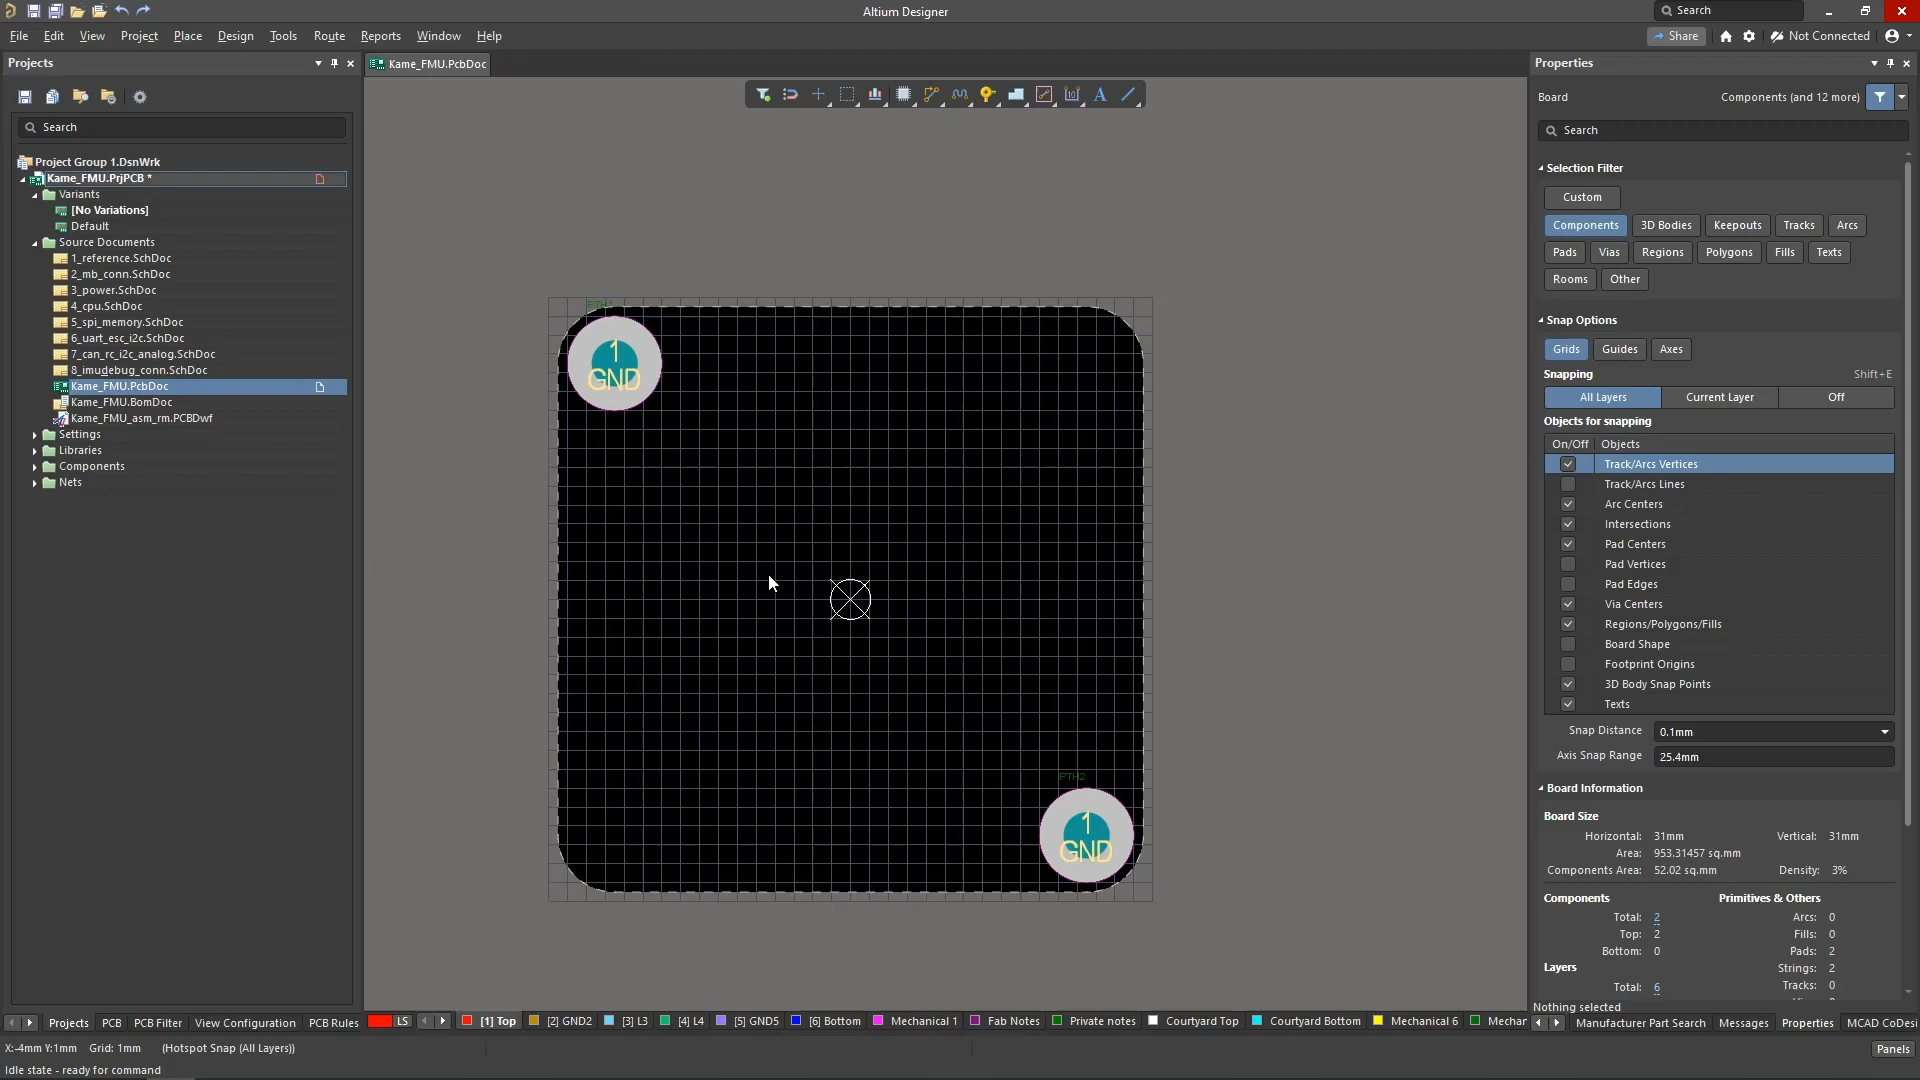 Altium Designer
Search
File Edit View Project Place Design Tools Route Reports Window Help
Share
Not Connected
Projects
Kame_FMU.PcbDoc
Properties
Board
Components (and 12 more)
Search
Search
Project Group 1.DsnWrk
Kame_FMU.PrjPCB *
Variants
[No Variations]
Default
Source Documents
1_reference.SchDoc
2_mb_conn.SchDoc
3_power.SchDoc
4_cpu.SchDoc
5_spi_memory.SchDoc
6_uart_esc_i2c.SchDoc
7_can_rc_i2c_analog.SchDoc
8_imudebug_conn.SchDoc
Kame_FMU.PcbDoc
Kame_FMU.BomDoc
Kame_FMU_asm_rm.PCBDwf
Settings
Libraries
Components
Nets
1
GND
PTH2
1
GND
Selection Filter
Custom
Components 3D Bodies Keepouts Tracks Arcs
Pads Vias Regions Polygons Fills Texts
Rooms Other
Snap Options
Grids Guides Axes
Snapping Shift+E
All Layers Current Layer Off
Objects for snapping
On/Off Objects
Track/Arcs Vertices
Track/Arcs Lines
Arc Centers
Intersections
Pad Centers
Pad Vertices
Pad Edges
Via Centers
Regions/Polygons/Fills
Board Shape
Footprint Origins
3D Body Snap Points
Texts
Snap Distance 0.1mm
Axis Snap Range 25.4mm
Board Information
Board Size
Horizontal: 31mm Vertical: 31mm
Area: 953.31457 sq.mm
Components Area: 52.02 sq.mm Density: 3%
Components Primitives & Others
Total: 2 Arcs: 0
Top: 2 Fills: 0
Bottom: 0 Pads: 2
Layers Strings: 2
Total: 6 Tracks: 0
Nothing selected
Projects PCB PCB Filter View Configuration PCB Rules
LS [1] Top [2] GND2 [3] L3 [4] L4 [5] GND5 [6] Bottom Mechanical 1 Fab Notes Private notes Courtyard Top Courtyard Bottom Mechanical 6 Mechar
Manufacturer Part Search Messages Properties MCAD CoDesi
X:-4mm Y:1mm Grid: 1mm (Hotspot Snap (All Layers))
Panels
Idle state - ready for command